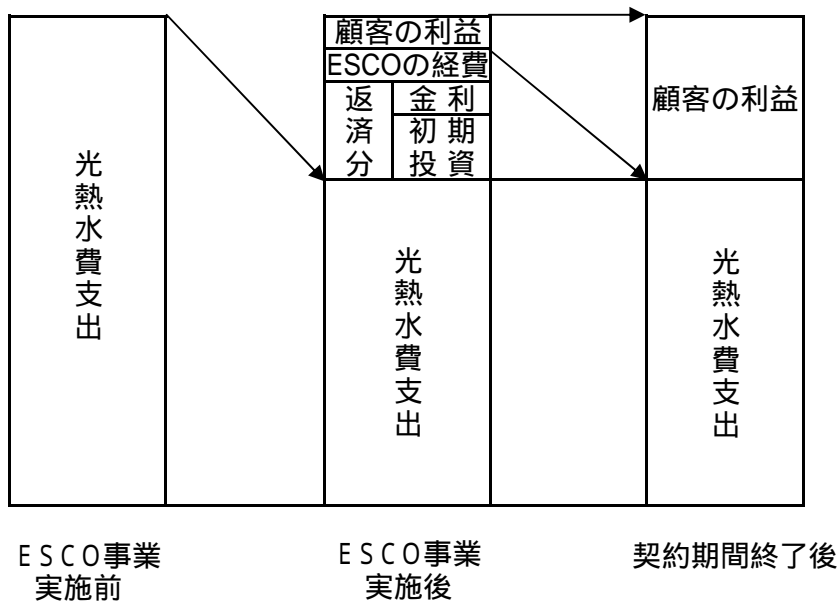 顧客の利益
ESCOの経費
返済分
金利
初期投資
顧客の利益
光熱水費支出
光熱水費支出
光熱水費支出
ESCO事業
実施前
ESCO事業
実施後
契約期間終了後